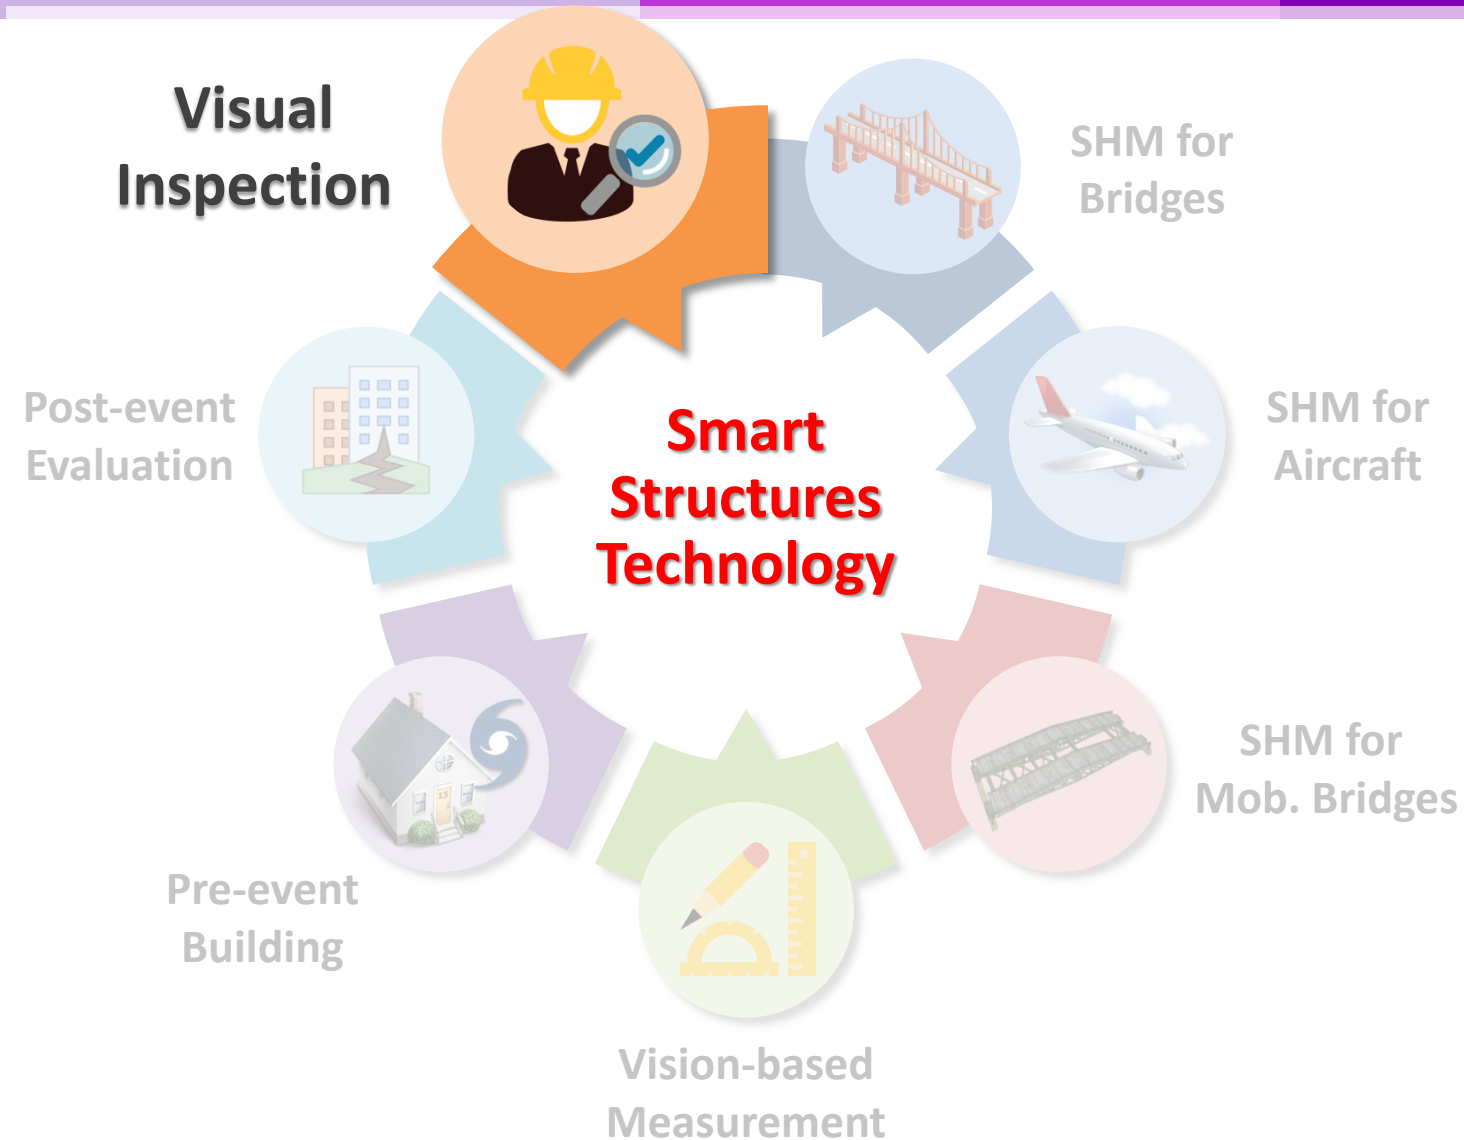 Visual
Inspection
SHM for
Bridges
SHM for
Aircraft
SHM for
Mob. Bridges
Vision-based
Measurement
Pre-event
Building
Post-event
Evaluation
Smart
Structures
Technology
13